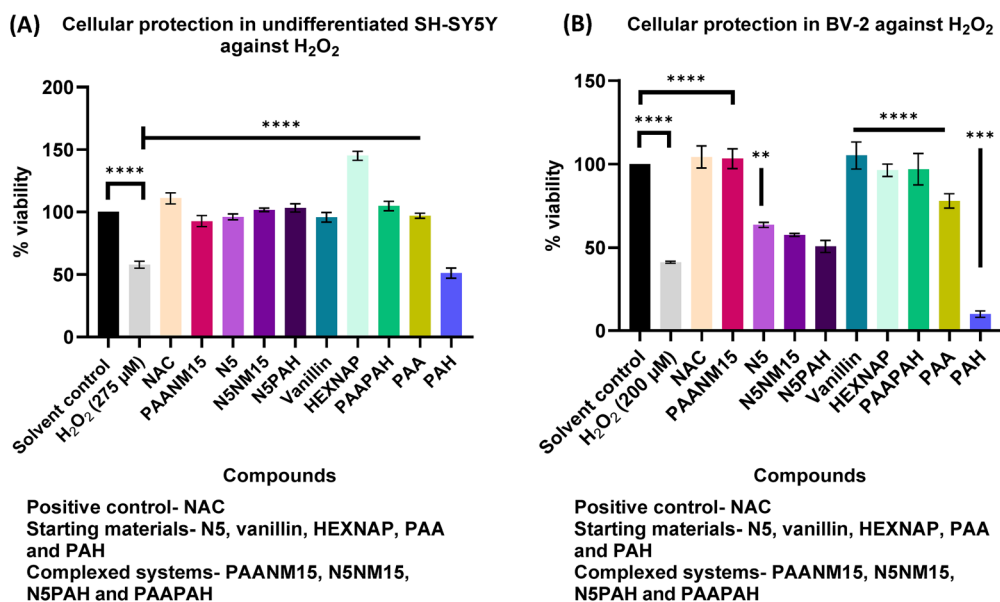 (A) Cellular protection in undifferentiated SH-SY5Y
against H₂O₂
% viability
200
150
100
50
0
****
****
Solvent control
H₂O₂ (275 µM)
NAC
PAANM15
N5
N5NM15
N5PAH
Vanillin
HEXNAP
PAAPAH
PAA
PAH
Compounds
Positive control- NAC
Starting materials- N5, vanillin, HEXNAP, PAA
and PAH
Complexed systems- PAANM15, N5NM15,
N5PAH and PAAPAH
(B) Cellular protection in BV-2 against H₂O₂
% viability
150
100
50
0
****
****
**
****
***
Solvent control
H₂O₂ (200 µM)
NAC
PAANM15
N5
N5NM15
N5PAH
Vanillin
HEXNAP
PAAPAH
PAA
PAH
Compounds
Positive control- NAC
Starting materials- N5, vanillin, HEXNAP, PAA
and PAH
Complexed systems- PAANM15, N5NM15,
N5PAH and PAAPAH